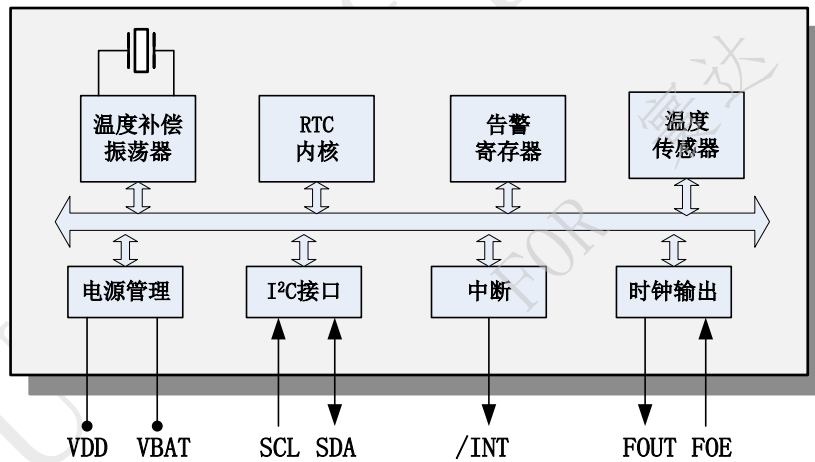 温度补偿
振荡器
RTC
内核
告警
寄存器
温度
传感器
电源管理
I²C接口
中断
时钟输出
VDD VBAT SCL SDA /INT FOUT FOE
FOR